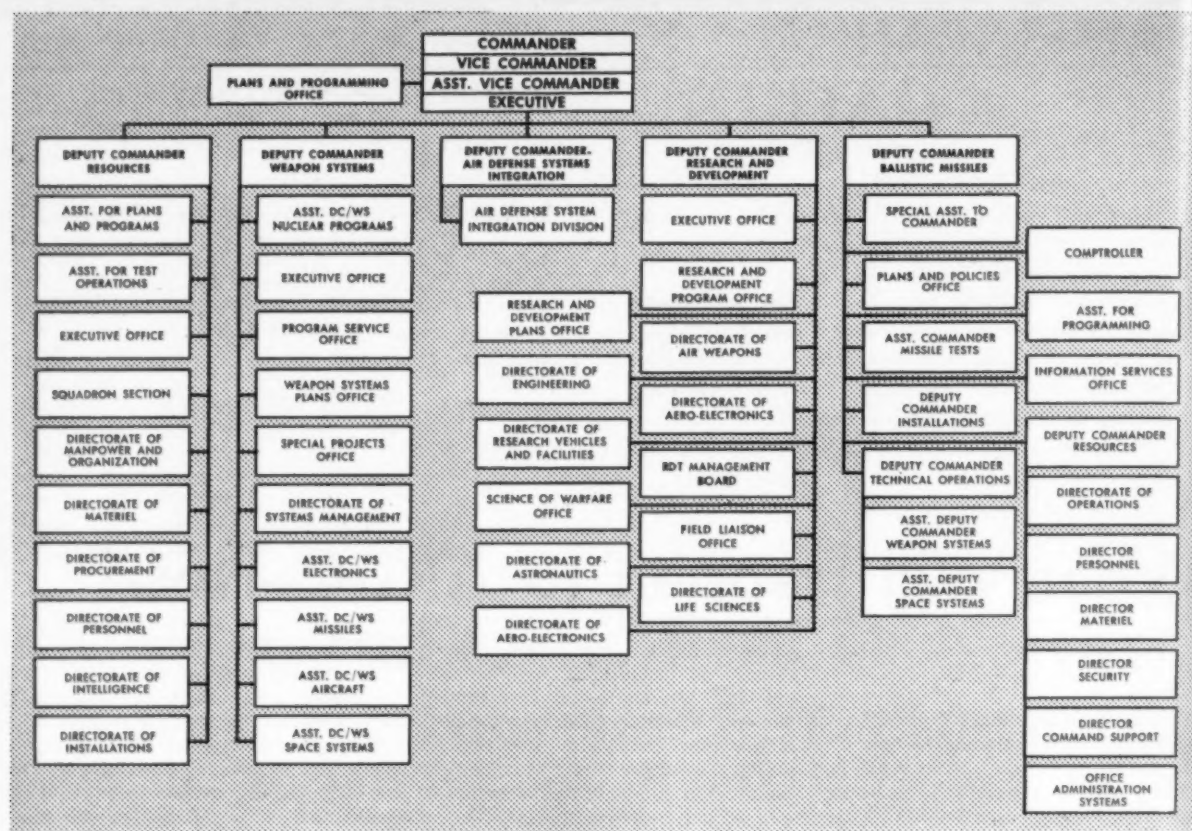 COMMANDER
VICE COMMANDER
ASST. VICE COMMANDER
EXECUTIVE
PLANS AND PROGRAMMING
OFFICE
DEPUTY COMMANDER
RESOURCES
ASST. FOR PLANS
AND PROGRAMS
ASST. FOR TEST
OPERATIONS
EXECUTIVE OFFICE
SQUADRON SECTION
DIRECTORATE OF
MANPOWER AND
ORGANIZATION
DIRECTORATE OF
MATERIEL
DIRECTORATE OF
PROCUREMENT
DIRECTORATE OF
PERSONNEL
DIRECTORATE OF
INTELLIGENCE
DIRECTORATE OF
INSTALLATIONS
DEPUTY COMMANDER
WEAPON SYSTEMS
ASST. DC/WS
NUCLEAR PROGRAMS
EXECUTIVE OFFICE
PROGRAM SERVICE
OFFICE
WEAPON SYSTEMS
PLANS OFFICE
SPECIAL PROJECTS
OFFICE
DIRECTORATE OF
SYSTEMS MANAGEMENT
ASST. DC/WS
ELECTRONICS
ASST. DC/WS
MISSILES
ASST. DC/WS
AIRCRAFT
ASST. DC/WS
SPACE SYSTEMS
DEPUTY COMMANDER-
AIR DEFENSE SYSTEMS
INTEGRATION
AIR DEFENSE SYSTEM
INTEGRATION DIVISION
DEPUTY COMMANDER
RESEARCH AND
DEVELOPMENT
EXECUTIVE OFFICE
RESEARCH AND
DEVELOPMENT
PROGRAM OFFICE
RESEARCH AND
DEVELOPMENT
PLANS OFFICE
DIRECTORATE OF
AIR WEAPONS
DIRECTORATE OF
ENGINEERING
DIRECTORATE OF
AERO-ELECTRONICS
DIRECTORATE OF
RESEARCH VEHICLES
AND FACILITIES
RDT MANAGEMENT
BOARD
SCIENCE OF WARFARE
OFFICE
FIELD LIAISON
OFFICE
DIRECTORATE OF
ASTRONAUTICS
DIRECTORATE OF
LIFE SCIENCES
DIRECTORATE OF
AERO-ELECTRONICS
DEPUTY COMMANDER
BALLISTIC MISSILES
SPECIAL ASST. TO
COMMANDER
COMPTROLLER
PLANS AND POLICIES
OFFICE
ASST. FOR
PROGRAMMING
ASST. COMMANDER
MISSILE TESTS
INFORMATION SERVICES
OFFICE
DEPUTY
COMMANDER
INSTALLATIONS
DEPUTY COMMANDER
RESOURCES
DEPUTY COMMANDER
TECHNICAL OPERATIONS
DIRECTORATE OF
OPERATIONS
ASST. DEPUTY
COMMANDER
WEAPON SYSTEMS
DIRECTOR
PERSONNEL
ASST. DEPUTY
COMMANDER
SPACE SYSTEMS
DIRECTOR
MATERIEL
DIRECTOR
SECURITY
DIRECTOR
COMMAND SUPPORT
OFFICE
ADMINISTRATION
SYSTEMS